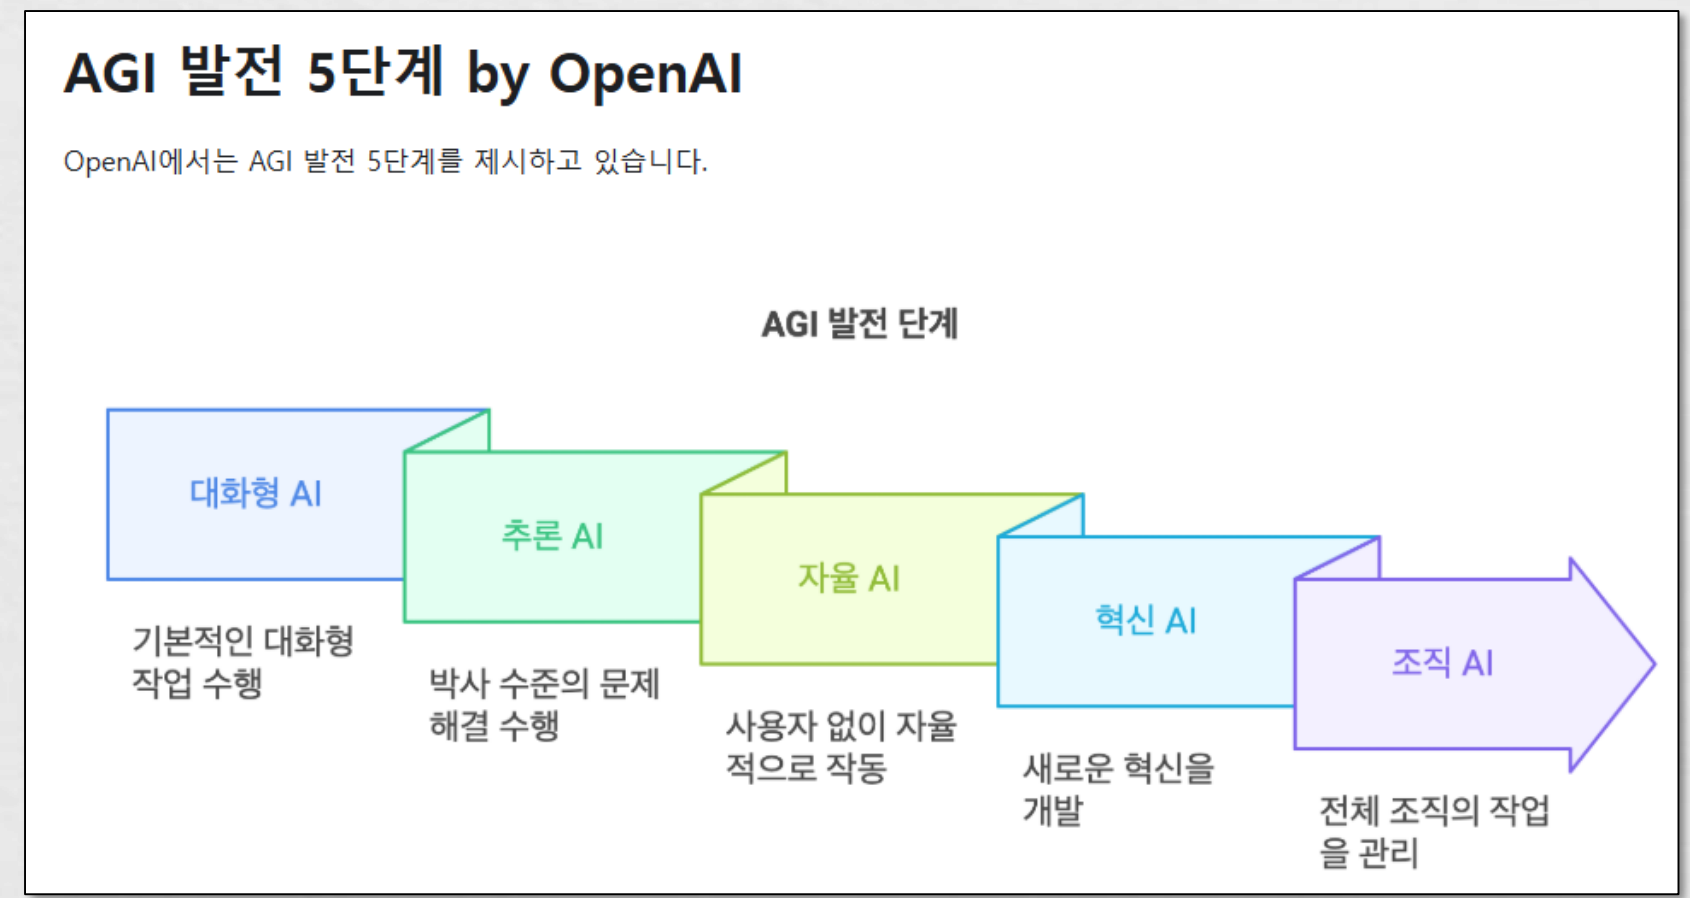 AGI 발전 5단계 by OpenAI
OpenAI에서는 AGI 발전 5단계를 제시하고 있습니다.
AGI 발전 단계
대화형 AI
기본적인 대화형
작업 수행
추론 AI
박사 수준의 문제
해결 수행
자율 AI
사용자 없이 자율
적으로 작동
혁신 AI
새로운 혁신을
개발
조직 AI
전체 조직의 작업
을 관리